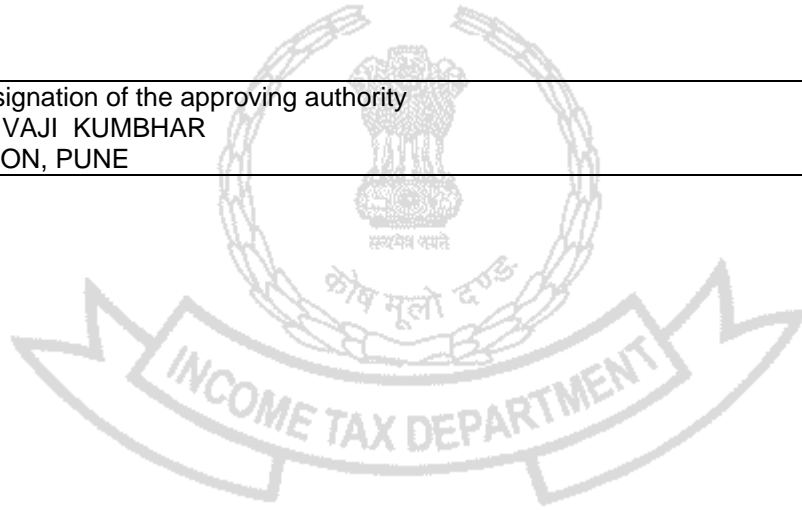 signation of the approving authority
VAJI KUMBHAR
ON, PUNE
सत्यमेव जयते
कोष मूलो दण्ड:
INCOME TAX DEPARTMENT